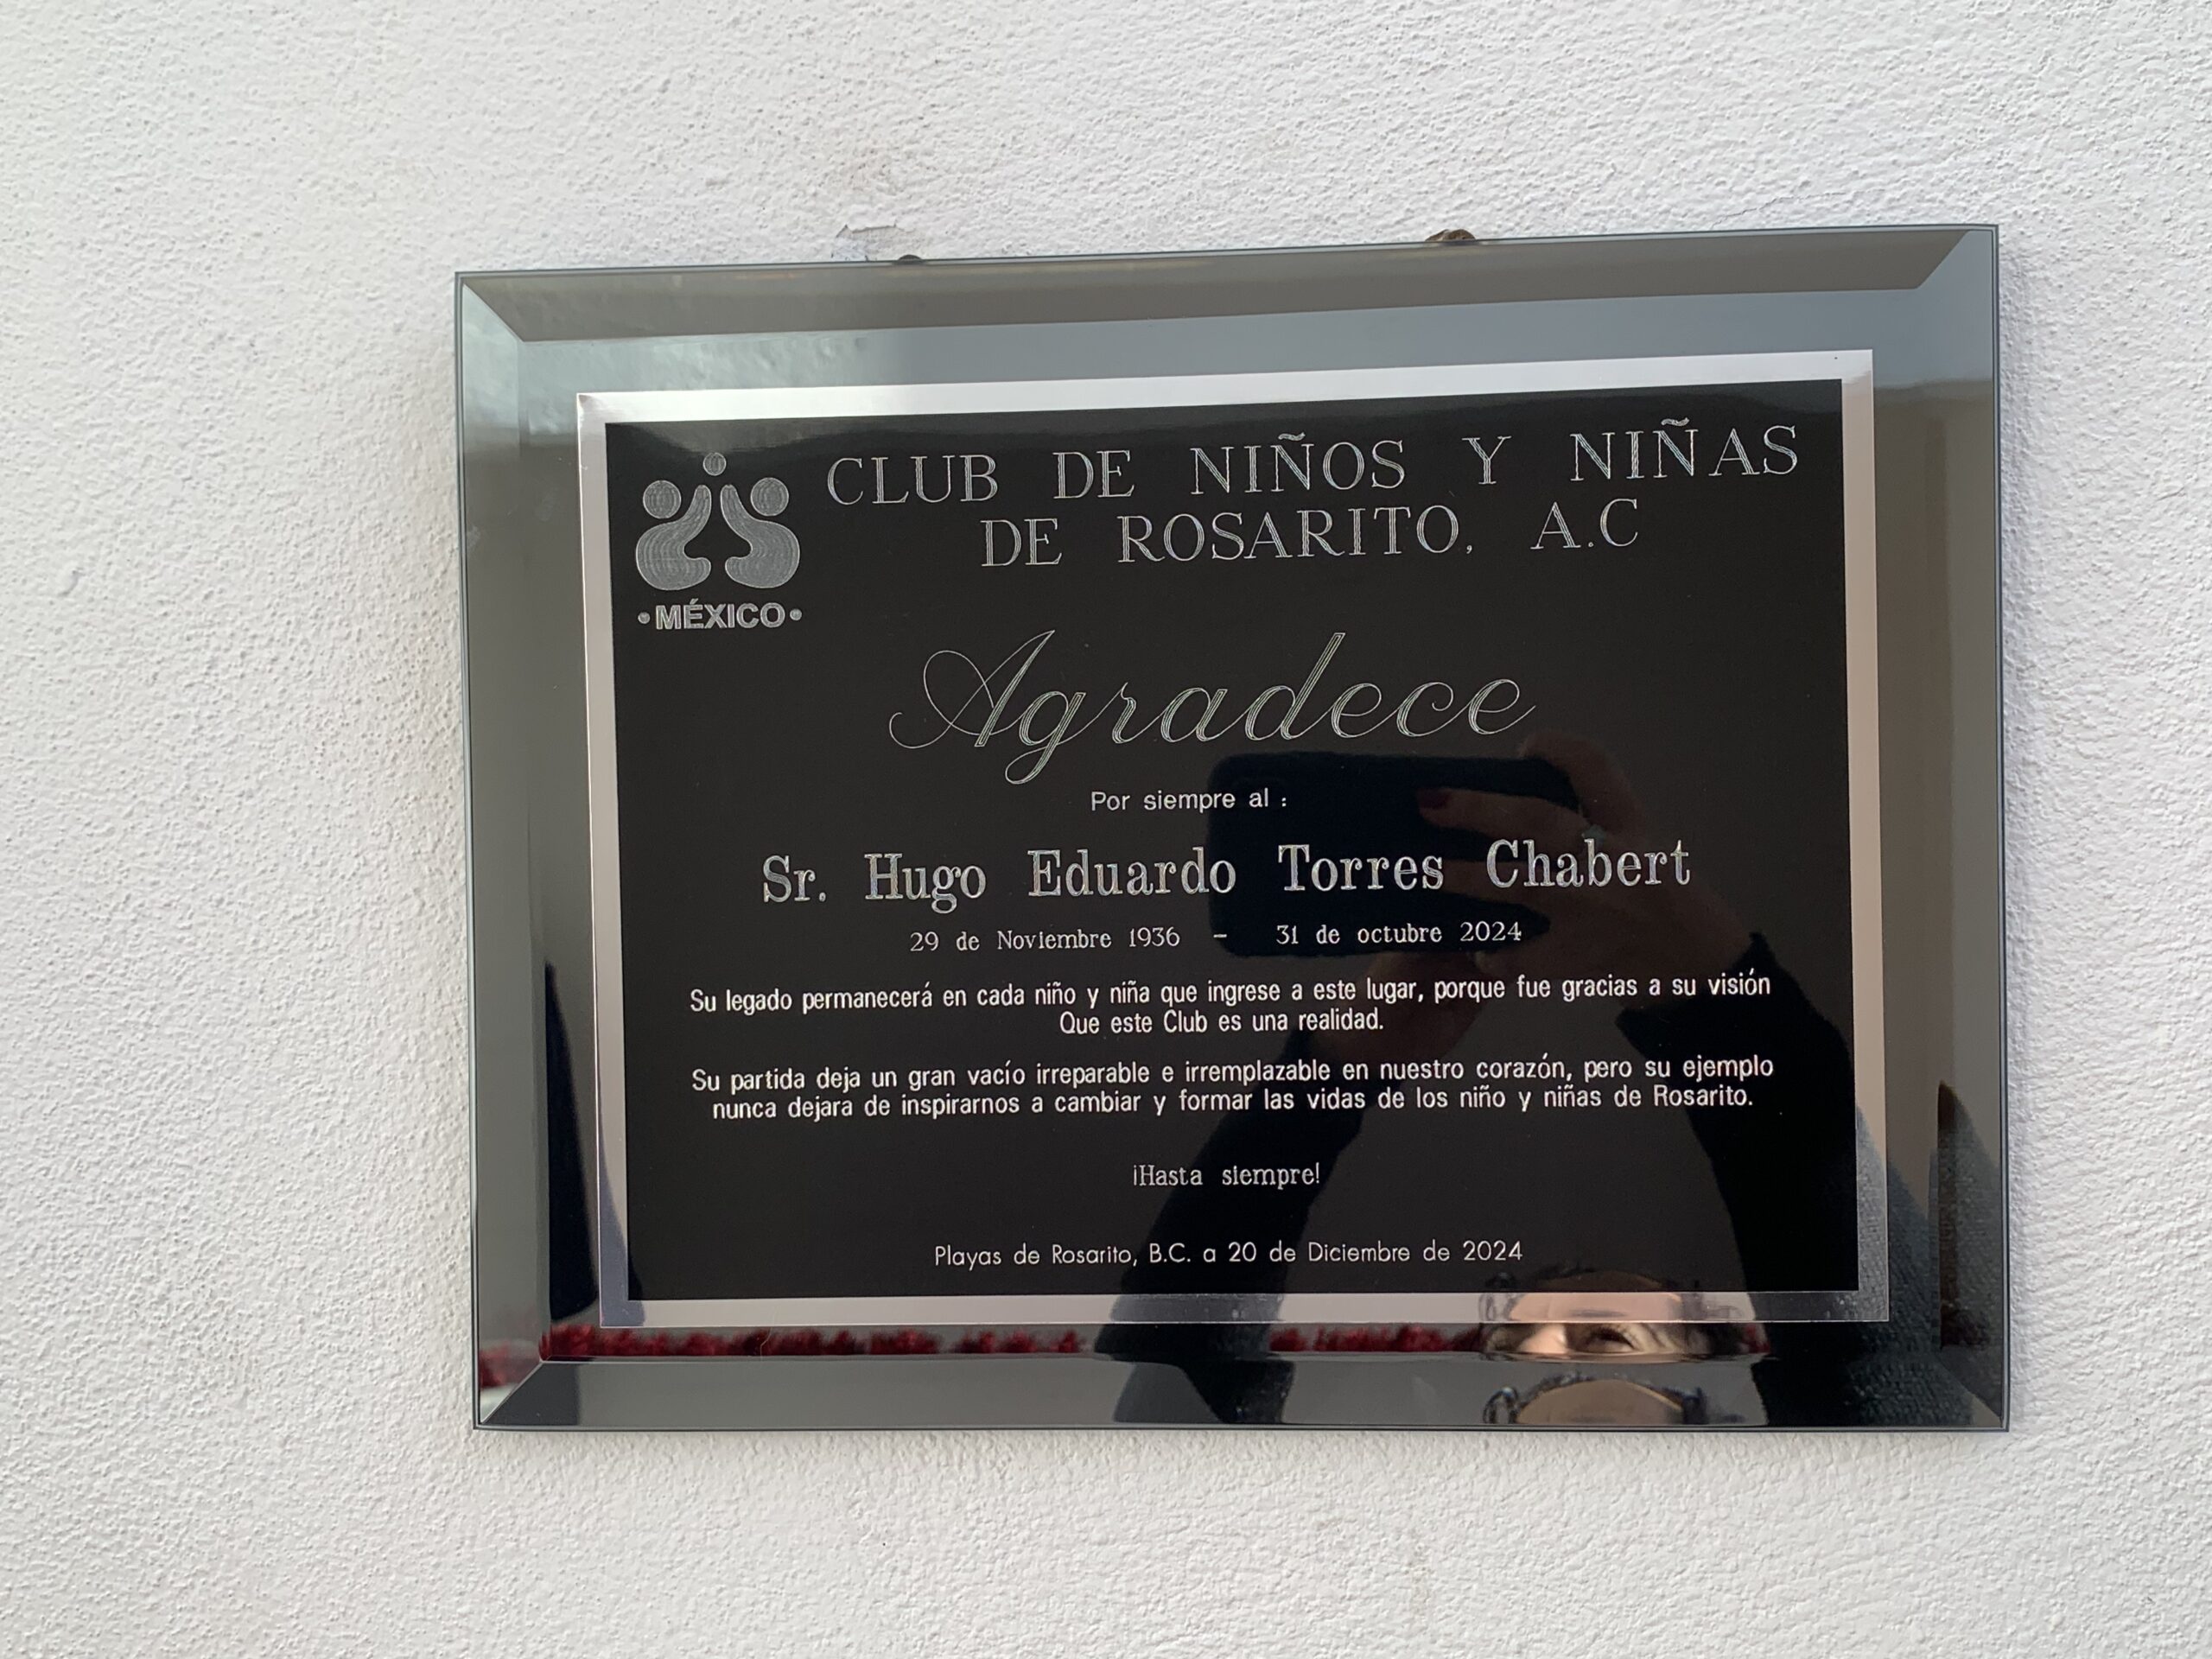 CLUB DE NIÑOS Y NIÑAS
DE ROSARITO, A.C
•MÉXICO•
Agradece
Por siempre al :
Sr. Hugo Eduardo Torres Chabert
29 de Noviembre 1936 - 31 de octubre 2024
Su legado permanecerá en cada niño y niña que ingrese a este lugar, porque fue gracias a su visión
Que este Club es una realidad.
Su partida deja un gran vacío irreparable e irremplazable en nuestro corazón, pero su ejemplo
nunca dejara de inspirarnos a cambiar y formar las vidas de los niño y niñas de Rosarito.
¡Hasta siempre!
Playas de Rosarito, B.C. a 20 de Diciembre de 2024